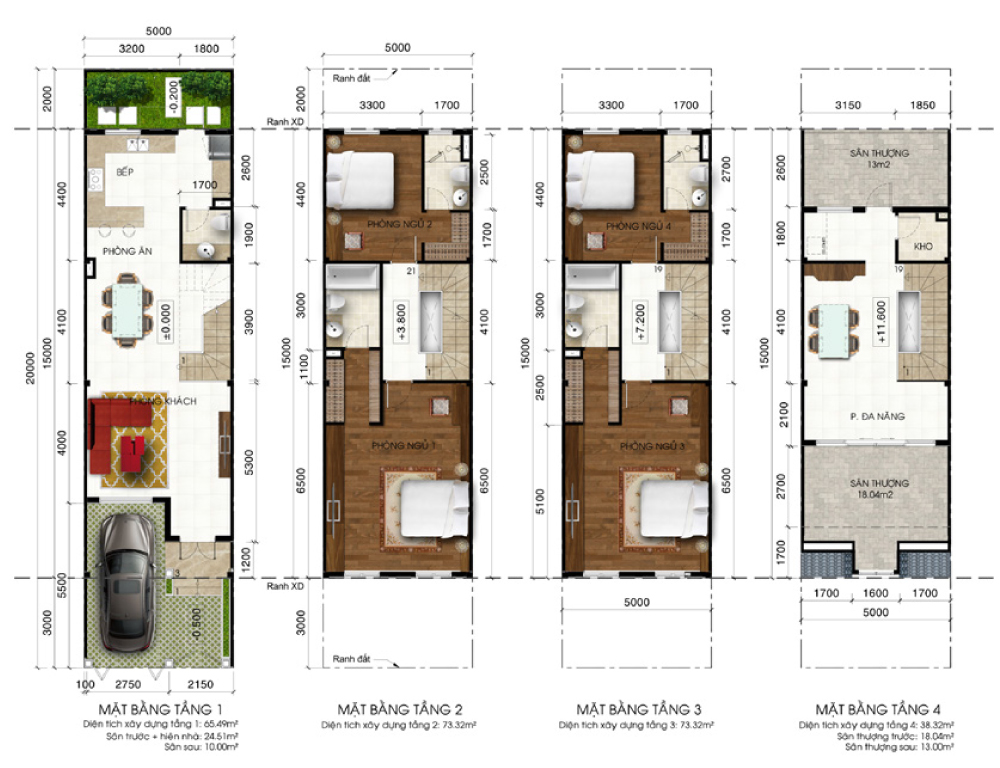 5000
3200
1800
2000
-0.200
BẾP
1700
4400
2600
1900
PHÒNG ĂN
±0.000
4100
3900
1
20000
15000
PHÒNG KHÁCH
4000
5300
1200
5500
3
-0.500
3000
100
2750
2150
MẶT BẰNG TẦNG 1
Diện tích xây dựng tầng 1: 65.49m²
Sân trước + hiên nhà: 24.51m²
Sân sau: 10.00m²
5000
Ranh đất
2000
3300
1700
Ranh XD
4400
2500
PHÒNG NGỦ 2
1700
21
3000
+3.800
4100
15000
1100
1
PHÒNG NGỦ 1
6500
6500
Ranh XD
3000
Ranh đất
MẶT BẰNG TẦNG 2
Diện tích xây dựng tầng 2: 73.32m²
3300
1700
4400
2700
PHÒNG NGỦ 4
1700
19
3000
+7.200
4100
15000
1
2500
PHÒNG NGỦ 3
5100
6500
5000
MẶT BẰNG TẦNG 3
Diện tích xây dựng tầng 3: 73.32m²
3150
1850
2600
SÂN THƯỢNG
13m2
1800
KHO
19
4100
+11.600
15000
1
2100
P. ĐA NĂNG
2700
SÂN THƯỢNG
18.04m2
1700
1700
1600
1700
5000
MẶT BẰNG TẦNG 4
Diện tích xây dựng tầng 4: 38.32m²
Sân thượng trước: 18.04m²
Sân thượng sau: 13.00m²